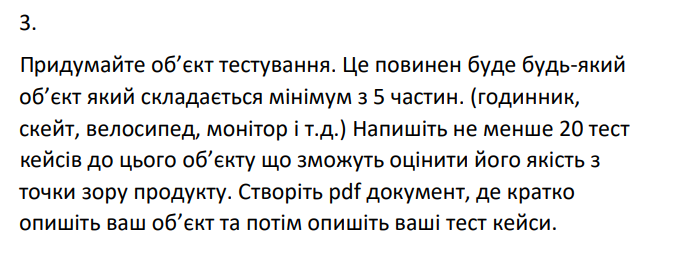 3.
Придумайте об’єкт тестування. Це повинен буде будь-який
об’єкт який складається мінімум з 5 частин. (годинник,
скейт, велосипед, монітор і т.д.) Напишіть не менше 20 тест
кейсів до цього об’єкту що зможуть оцінити його якість з
точки зору продукту. Створіть pdf документ, де кратко
опишіть ваш об’єкт та потім опишіть ваші тест кейси.